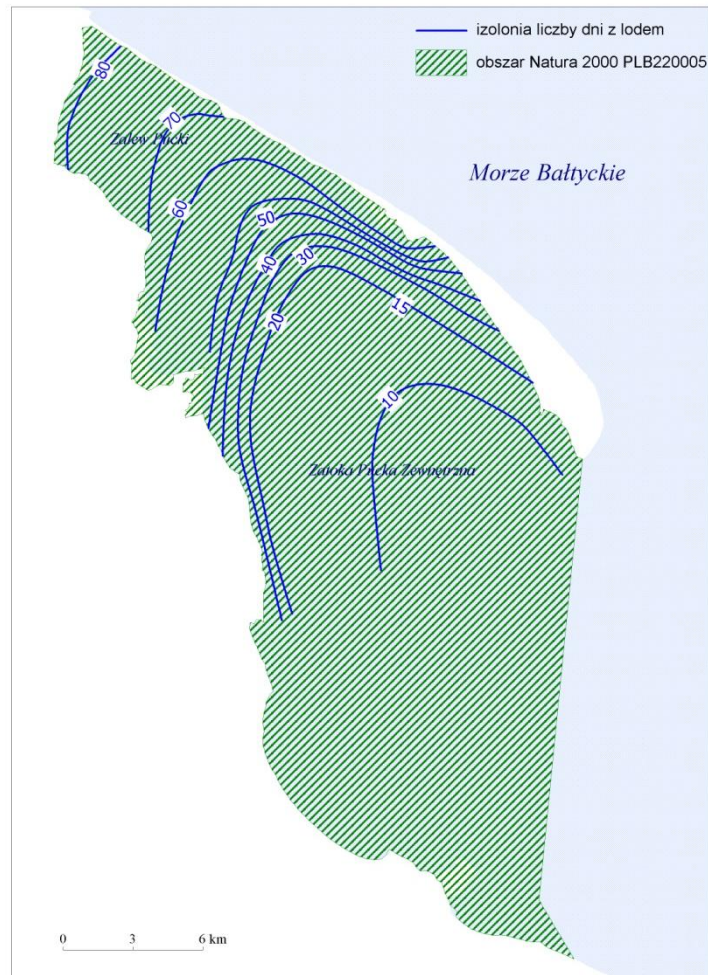 izolonia liczby dni z lodem
obszar Natura 2000 PLB220005
80
70
Zalew Pucki
Morze Bałtyckie
60
50
40
30
20
15
10
Zatoka Pucka Zewnętrzna
0 3 6 km